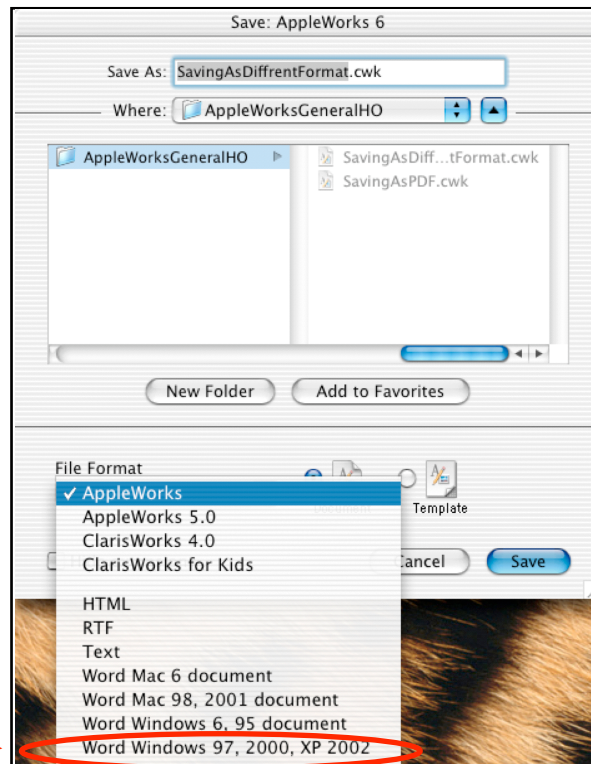 Save: AppleWorks 6
Save As: SavingAsDiffrentFormat.cwk
Where: AppleWorksGeneralHO
AppleWorksGeneralHO
SavingAsDiff...tFormat.cwk
SavingAsPDF.cwk
New Folder
Add to Favorites
File Format
✓ AppleWorks
AppleWorks 5.0
ClarisWorks 4.0
ClarisWorks for Kids
HTML
RTF
Text
Word Mac 6 document
Word Mac 98, 2001 document
Word Windows 6, 95 document
Word Windows 97, 2000, XP 2002
Template
Cancel
Save